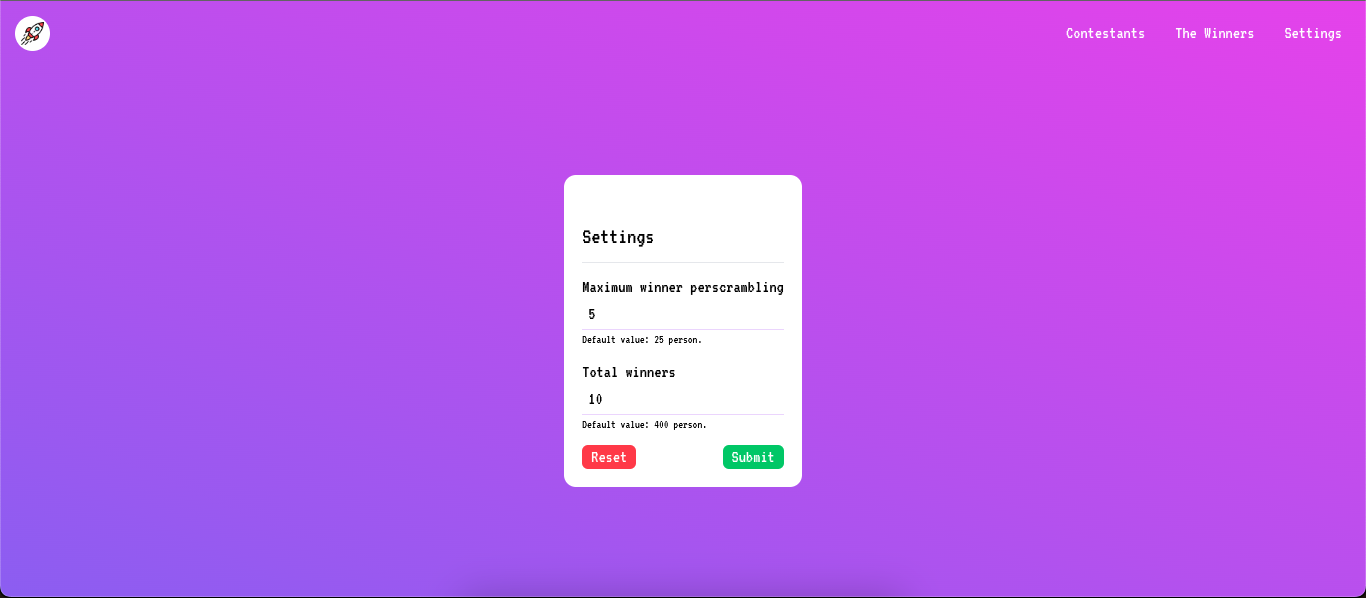 Contestants The Winners Settings
Settings
Maximum winner perscrambling
5
Default value: 25 person.
Total winners
10
Default value: 400 person.
Reset Submit